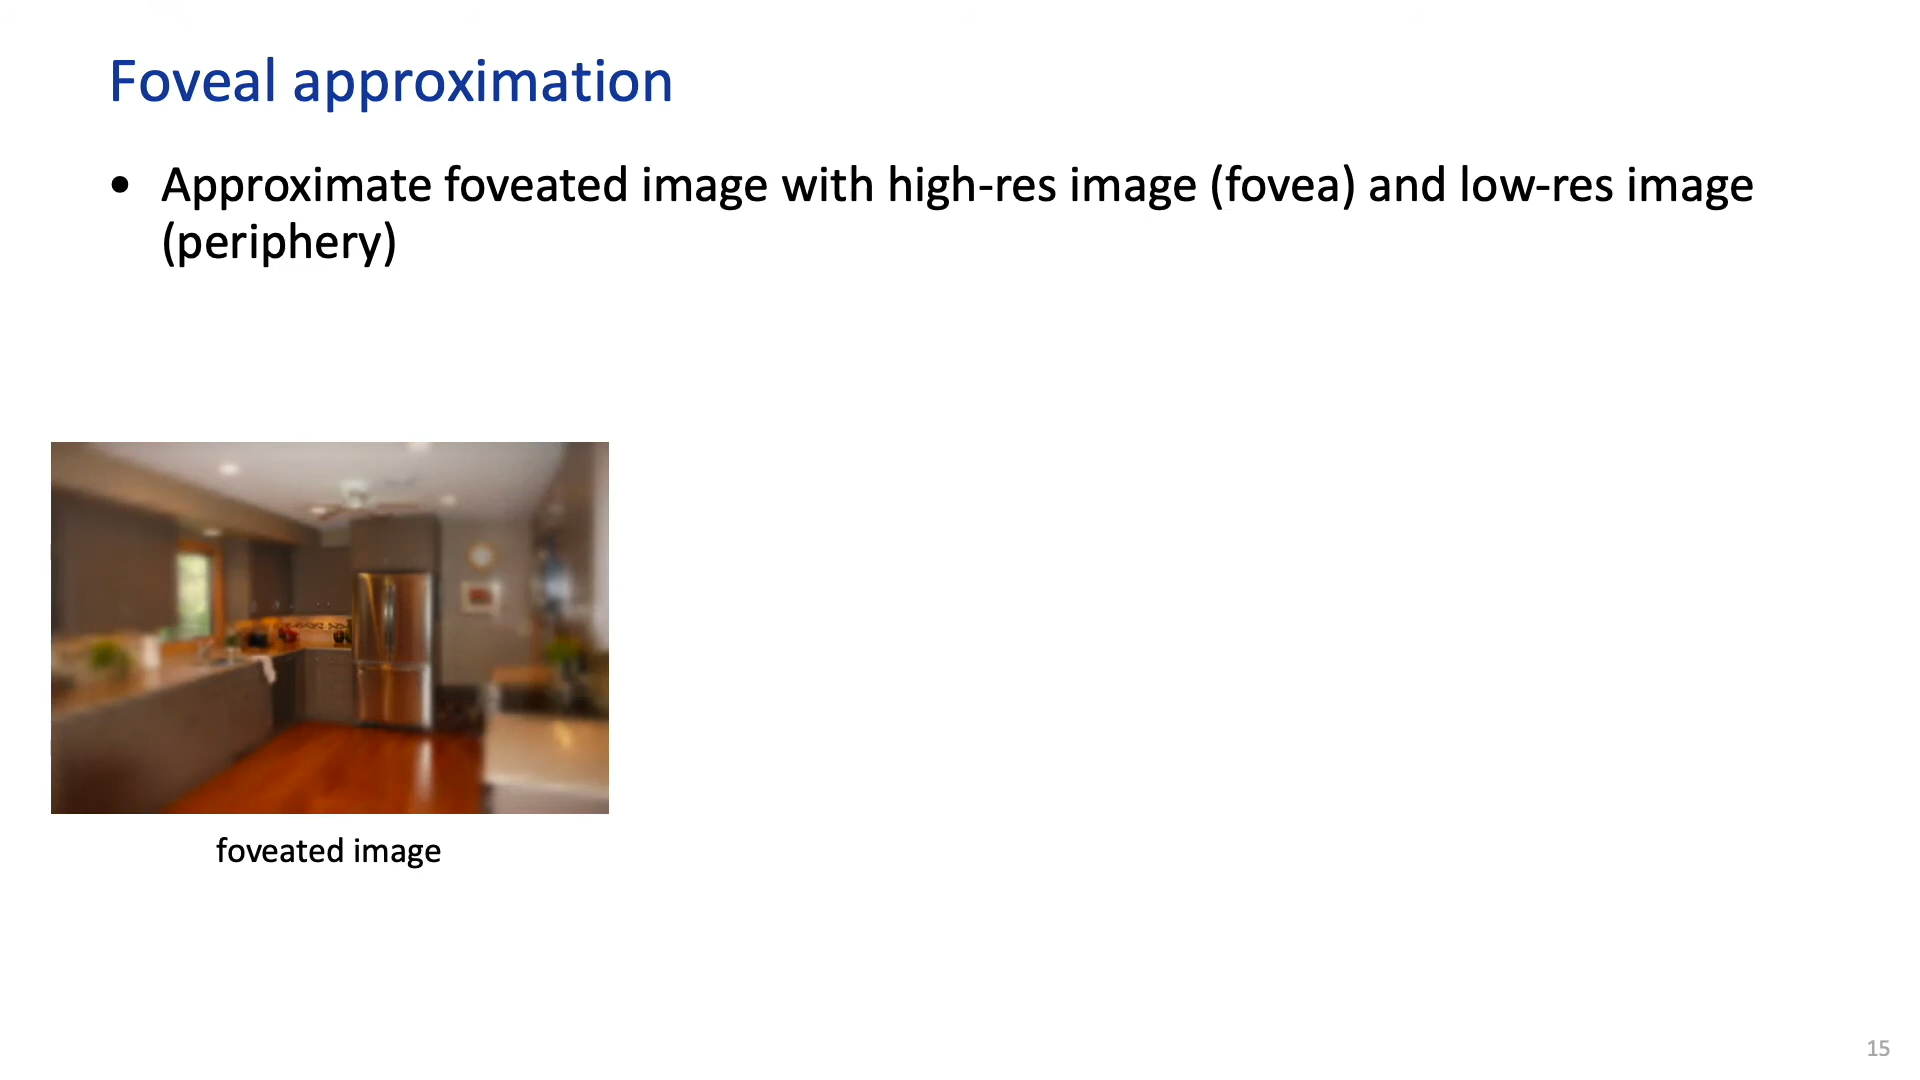 Foveal approximation
• Approximate foveated image with high-res image (fovea) and low-res image
(periphery)
foveated image
15